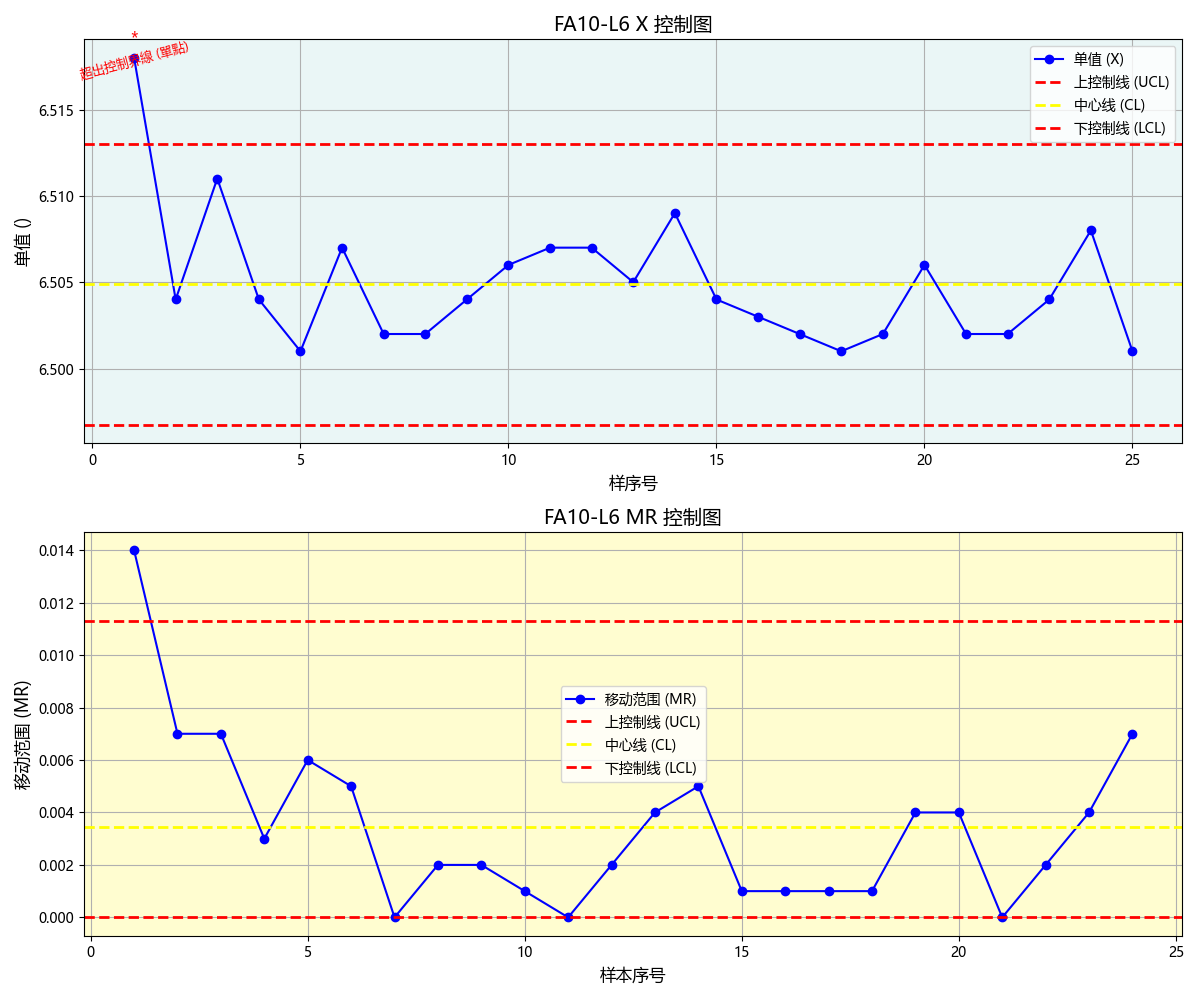 FA10-L6 X 控制图
*
超出控制界線 (單點)
单值 (X)
上控制线 (UCL)
中心线 (CL)
下控制线 (LCL)
6.515
6.510
6.505
6.500
单值 ()
0 5 10 15 20 25
样序号
FA10-L6 MR 控制图
0.014
0.012
0.010
0.008
0.006
0.004
0.002
0.000
移动范围 (MR)
移动范围 (MR)
上控制线 (UCL)
中心线 (CL)
下控制线 (LCL)
0 5 10 15 20 25
样本序号